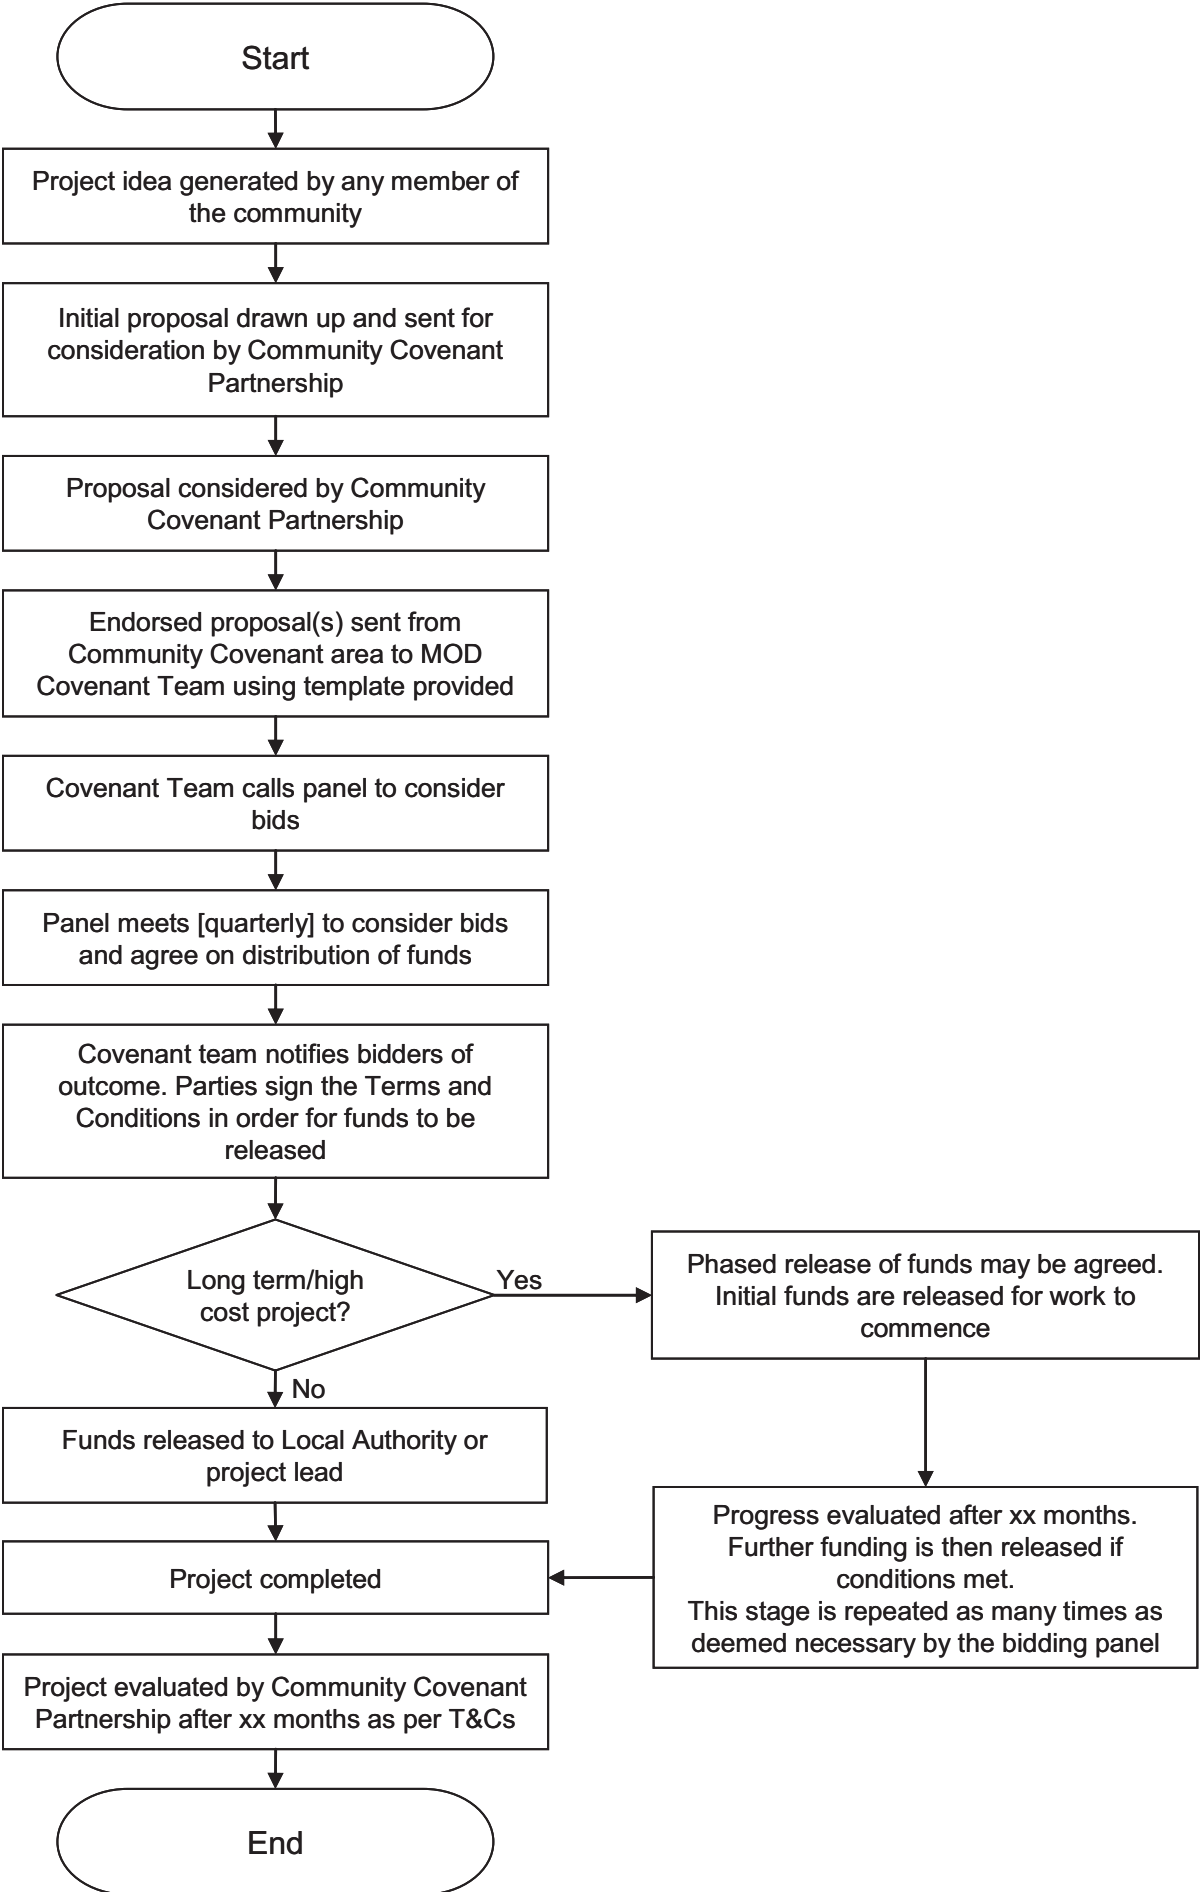 Start
Project idea generated by any member of
the community
Initial proposal drawn up and sent for
consideration by Community Covenant
Partnership
Proposal considered by Community
Covenant Partnership
Endorsed proposal(s) sent from
Community Covenant area to MOD
Covenant Team using template provided
Covenant Team calls panel to consider
bids
Panel meets [quarterly] to consider bids
and agree on distribution of funds
Covenant team notifies bidders of
outcome. Parties sign the Terms and
Conditions in order for funds to be
released
Long term/high
cost project?
Yes
Phased release of funds may be agreed.
Initial funds are released for work to
commence
No
Funds released to Local Authority or
project lead
Progress evaluated after xx months.
Further funding is then released if
conditions met.
This stage is repeated as many times as
deemed necessary by the bidding panel
Project completed
Project evaluated by Community Covenant
Partnership after xx months as per T&Cs
End